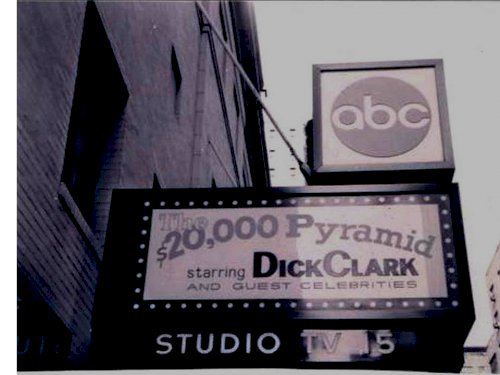 abc
The
$20,000 Pyramid
starring DICK CLARK
AND GUEST CELEBRITIES
STUDIO TV 15